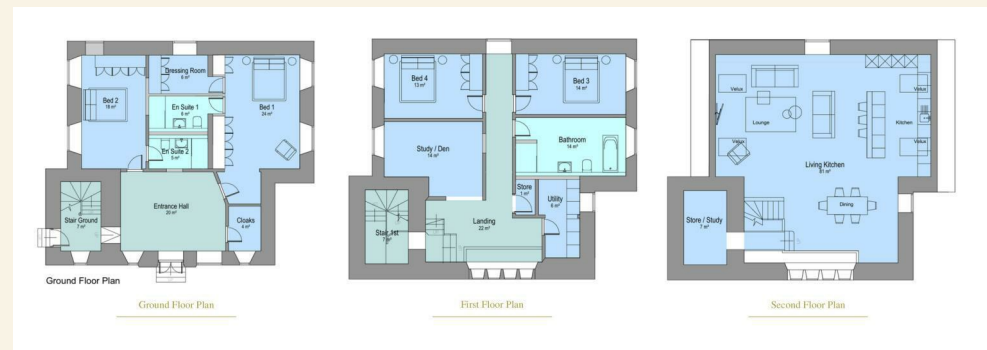 Dressing Room
8 m²
Bed 2
18 m²
En Suite 1
6 m²
Bed 1
24 m²
En Suite 2
5 m²
Stair Ground
7 m²
Entrance Hall
20 m²
Cloaks
4 m²
Ground Floor Plan
Ground Floor Plan
Bed 4
13 m²
Bed 3
14 m²
Study / Den
14 m²
Bathroom
14 m²
Store
1 m²
Utility
6 m²
Stair 1st
7 m²
Landing
22 m²
First Floor Plan
Velux
Velux
Lounge
Kitchen
Velux
Velux
Living Kitchen
81 m²
Dining
Store / Study
7 m²
Second Floor Plan